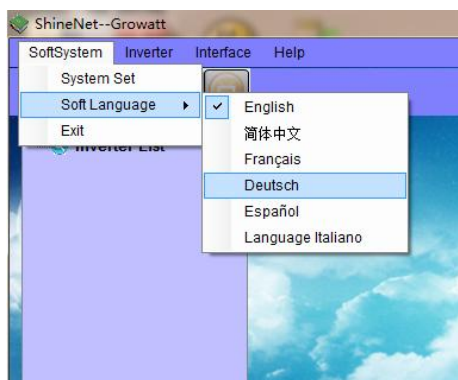 ShineNet--Growatt
SoftSystem Inverter Interface Help
System Set
Soft Language
Exit
English
简体中文
Français
Deutsch
Español
Language Italiano
Inverter List